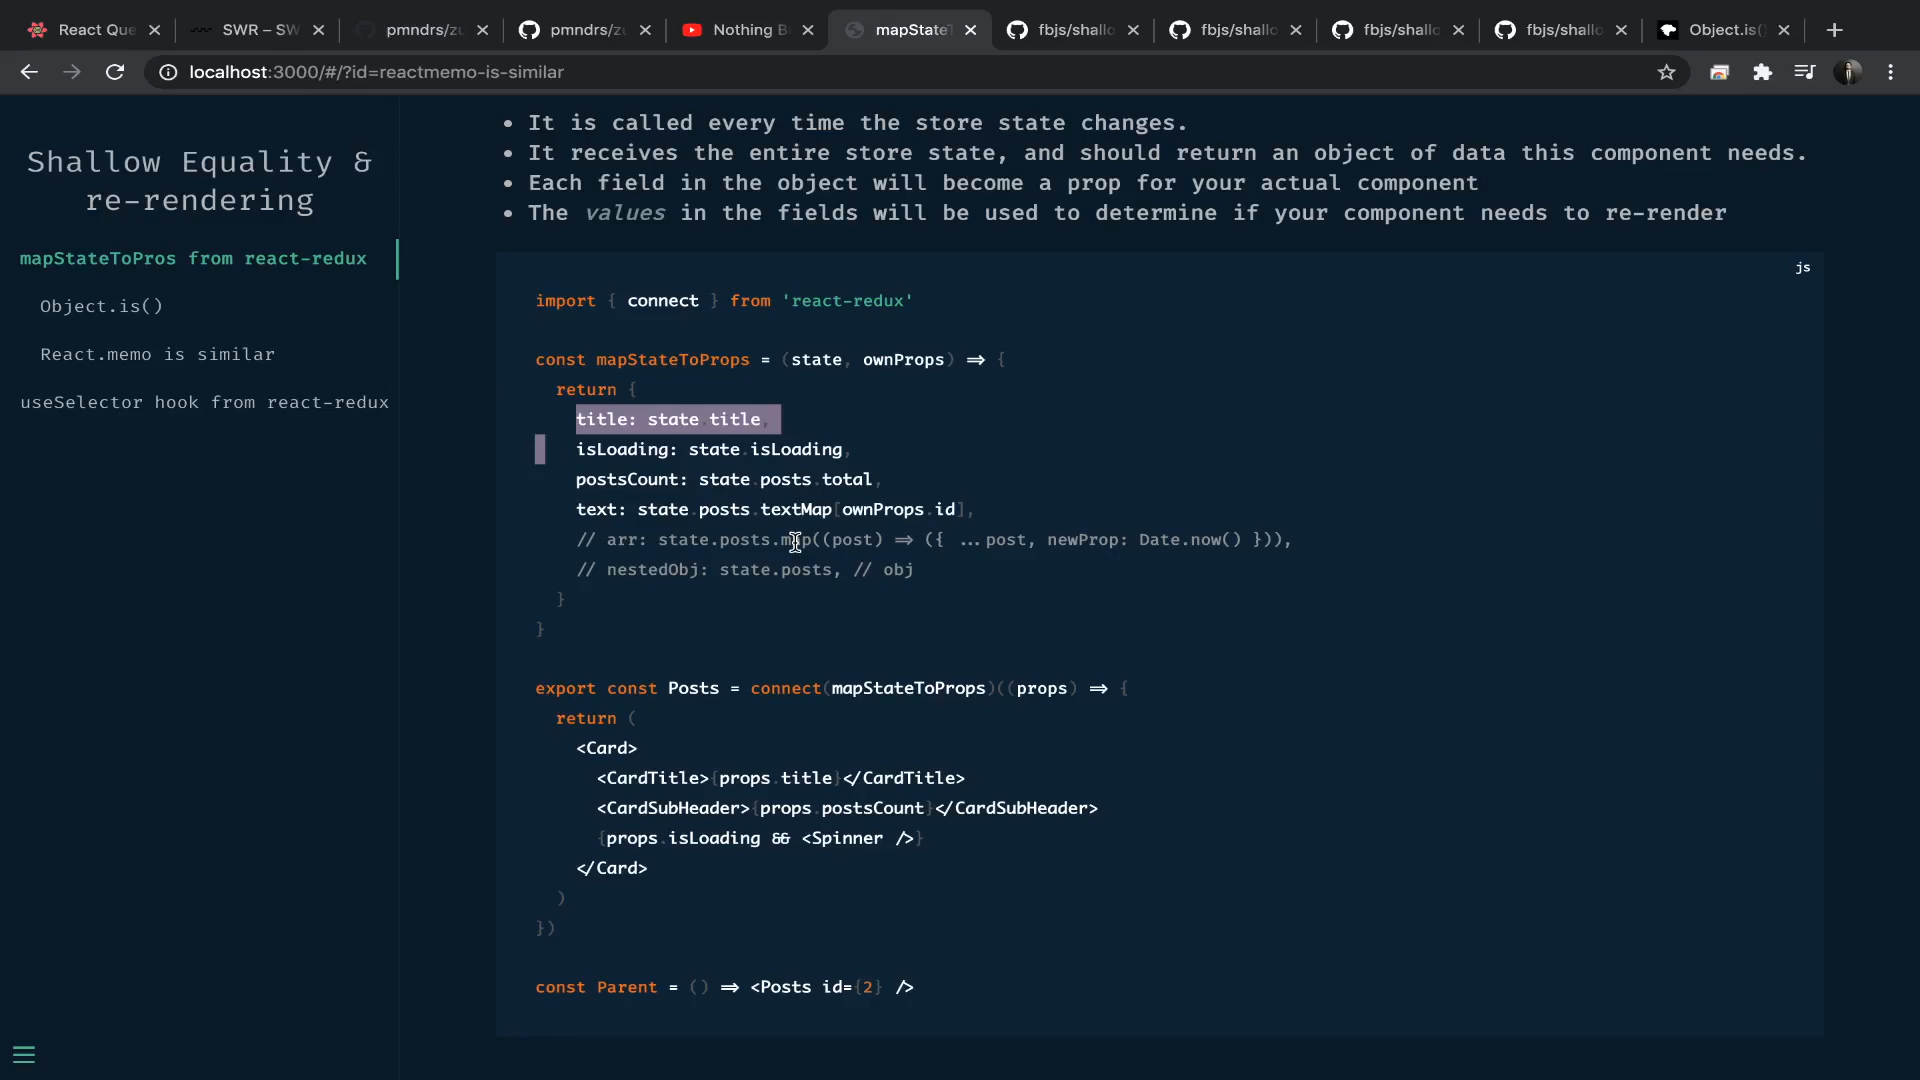 React Que
SWR – SW
pmndrs/zu
pmndrs/zu
Nothing B
mapStateT
fbjs/shallo
fbjs/shallo
fbjs/shallo
fbjs/shallo
Object.is()
localhost:3000/#/?id=reactmemo-is-similar
Shallow Equality &
re-rendering
mapStateToPros from react-redux
Object.is()
React.memo is similar
useSelector hook from react-redux
• It is called every time the store state changes.
• It receives the entire store state, and should return an object of data this component needs.
• Each field in the object will become a prop for your actual component
• The values in the fields will be used to determine if your component needs to re-render
js
import { connect } from 'react-redux'
const mapStateToProps = (state, ownProps) => {
return {
title: state.title,
isLoading: state.isLoading,
postsCount: state.posts.total,
text: state.posts.textMap[ownProps.id],
// arr: state.posts.map((post) => ({ ...post, newProp: Date.now() })),
// nestedObj: state.posts, // obj
}
}
export const Posts = connect(mapStateToProps)((props) => {
return (
<Card>
<CardTitle>{props.title}</CardTitle>
<CardSubHeader>{props.postsCount}</CardSubHeader>
{props.isLoading && <Spinner />}
</Card>
)
})
const Parent = () => <Posts id={2} />